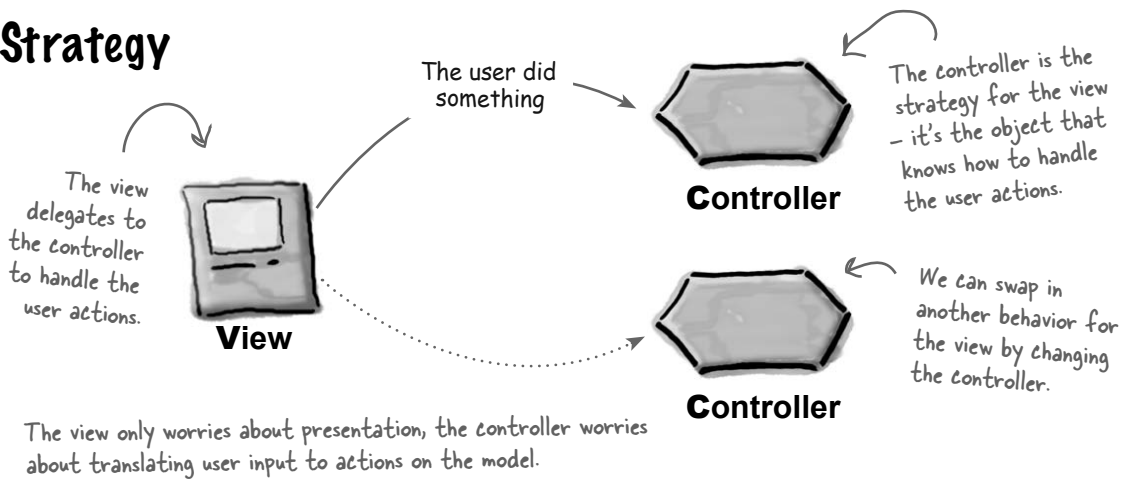 Strategy
The user did
something
The controller is the
strategy for the view
– it's the object that
knows how to handle
the user actions.
Controller
The view
delegates to
the controller
to handle the
user actions.
View
We can swap in
another behavior for
the view by changing
the controller.
Controller
The view only worries about presentation, the controller worries
about translating user input to actions on the model.